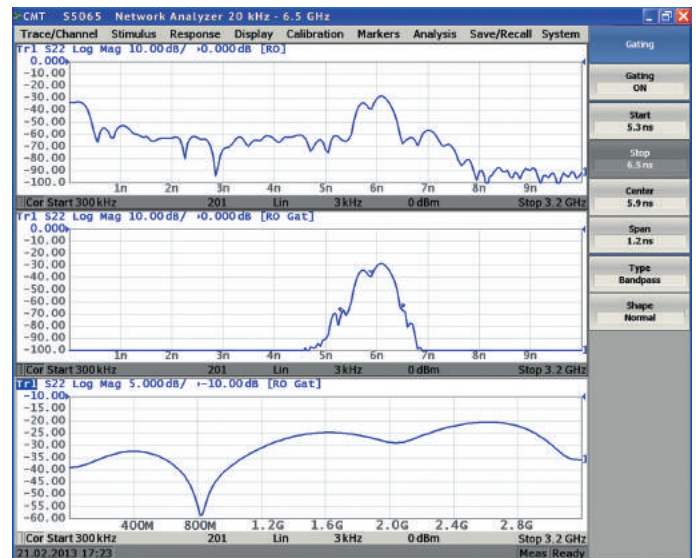 CMT S5065 Network Analyzer 20 kHz - 6.5 GHz
Trace/Channel Stimulus Response Display Calibration Markers Analysis Save/Recall System
Tr1 S22 Log Mag 10.00dB/ ▸0.000dB [RO]
0.000▸
-10.00
-20.00
-30.00
-40.00
-50.00
-60.00
-70.00
-80.00
-90.00
-100.0
1n 2n 3n 4n 5n 6n 7n 8n 9n
1
Cor Start 300 kHz 201 Lin 3 kHz 0 dBm Stop 3.2 GHz
Tr1 S22 Log Mag 10.00dB/ ▸0.000dB [RO Gat]
0.000▸
-10.00
-20.00
-30.00
-40.00
-50.00
-60.00
-70.00
-80.00
-90.00
-100.0
1n 2n 3n 4n 5n 6n 7n 8n 9n
1
Cor Start 300 kHz 201 Lin 3 kHz 0 dBm Stop 3.2 GHz
Tr1 S22 Log Mag 5.000dB/ ▸-10.00dB [RO Gat]
-10.00▸
-15.00
-20.00
-25.00
-30.00
-35.00
-40.00
-45.00
-50.00
-55.00
-60.00
400M 800M 1.2G 1.6G 2.0G 2.4G 2.8G
1
Cor Start 300 kHz 201 Lin 3 kHz 0 dBm Stop 3.2 GHz
21.02.2013 17:23 Meas Ready
Gating
Gating
ON
Start
5.3 ns
Stop
6.5 ns
Center
5.9 ns
Span
1.2 ns
Type
Bandpass
Shape
Normal